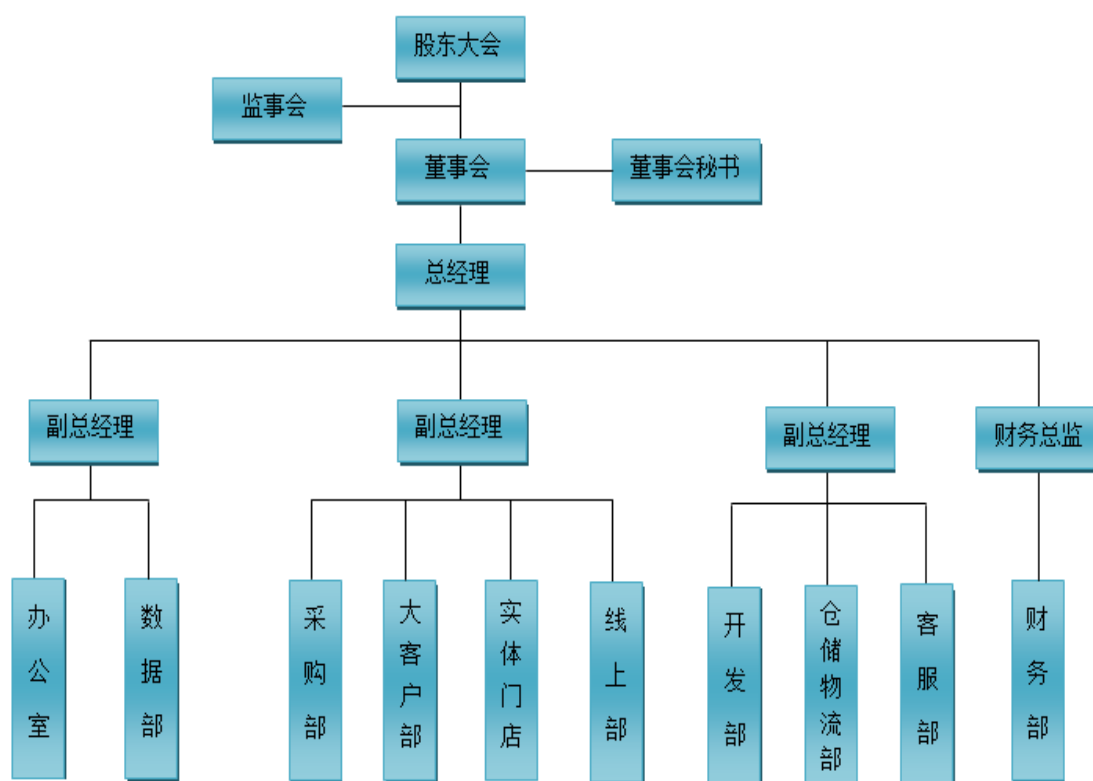 股东大会
监事会
董事会
董事会秘书
总经理
副总经理
副总经理
副总经理
财务总监
办公室
数据部
采购部
大客户部
实体门店
线上部
开发部
仓储物流部
客服部
财务部